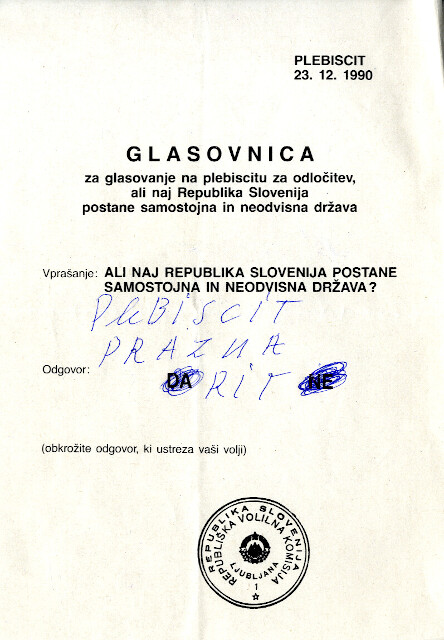 PLEBISCIT
23. 12. 1990
GLASOVNICA
za glasovanje na plebiscitu za odločitev,
ali naj Republika Slovenija
postane samostojna in neodvisna država
Vprašanje: ALI NAJ REPUBLIKA SLOVENIJA POSTANE
SAMOSTOJNA IN NEODVISNA DRŽAVA?
PleBiSCIT
PRAZNA
Odgovor:
DA RIT NE
(obkrožite odgovor, ki ustreza vaši volji)
REPUBLIKA SLOVENIJA
REPUBLIŠKA VOLILNA KOMISIJA
LJUBLJANA
1